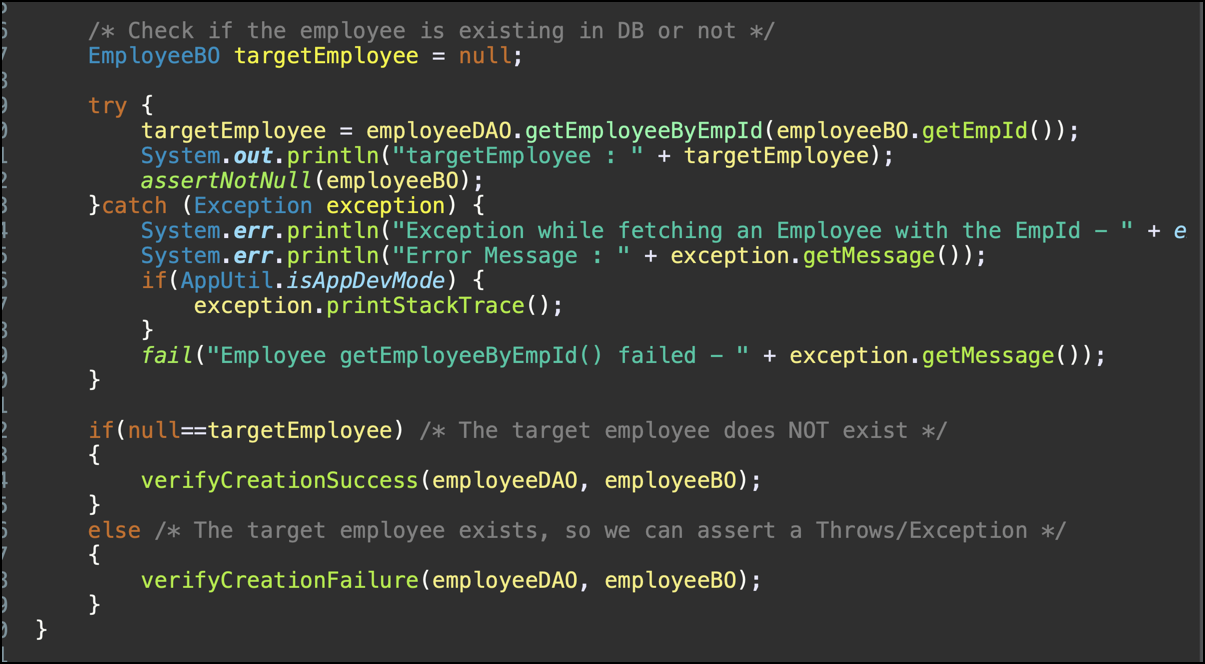 /* Check if the employee is existing in DB or not */
EmployeeBO targetEmployee = null;
try {
targetEmployee = employeeDAO.getEmployeeByEmpId(employeeBO.getEmpId());
System.out.println("targetEmployee : " + targetEmployee);
assertNotNull(employeeBO);
}catch (Exception exception) {
System.err.println("Exception while fetching an Employee with the EmpId - " + e
System.err.println("Error Message : " + exception.getMessage());
if(AppUtil.isAppDevMode) {
exception.printStackTrace();
}
fail("Employee getEmployeeByEmpId() failed - " + exception.getMessage());
}
if(null==targetEmployee) /* The target employee does NOT exist */
{
verifyCreationSuccess(employeeDAO, employeeBO);
}
else /* The target employee exists, so we can assert a Throws/Exception */
{
verifyCreationFailure(employeeDAO, employeeBO);
}
}